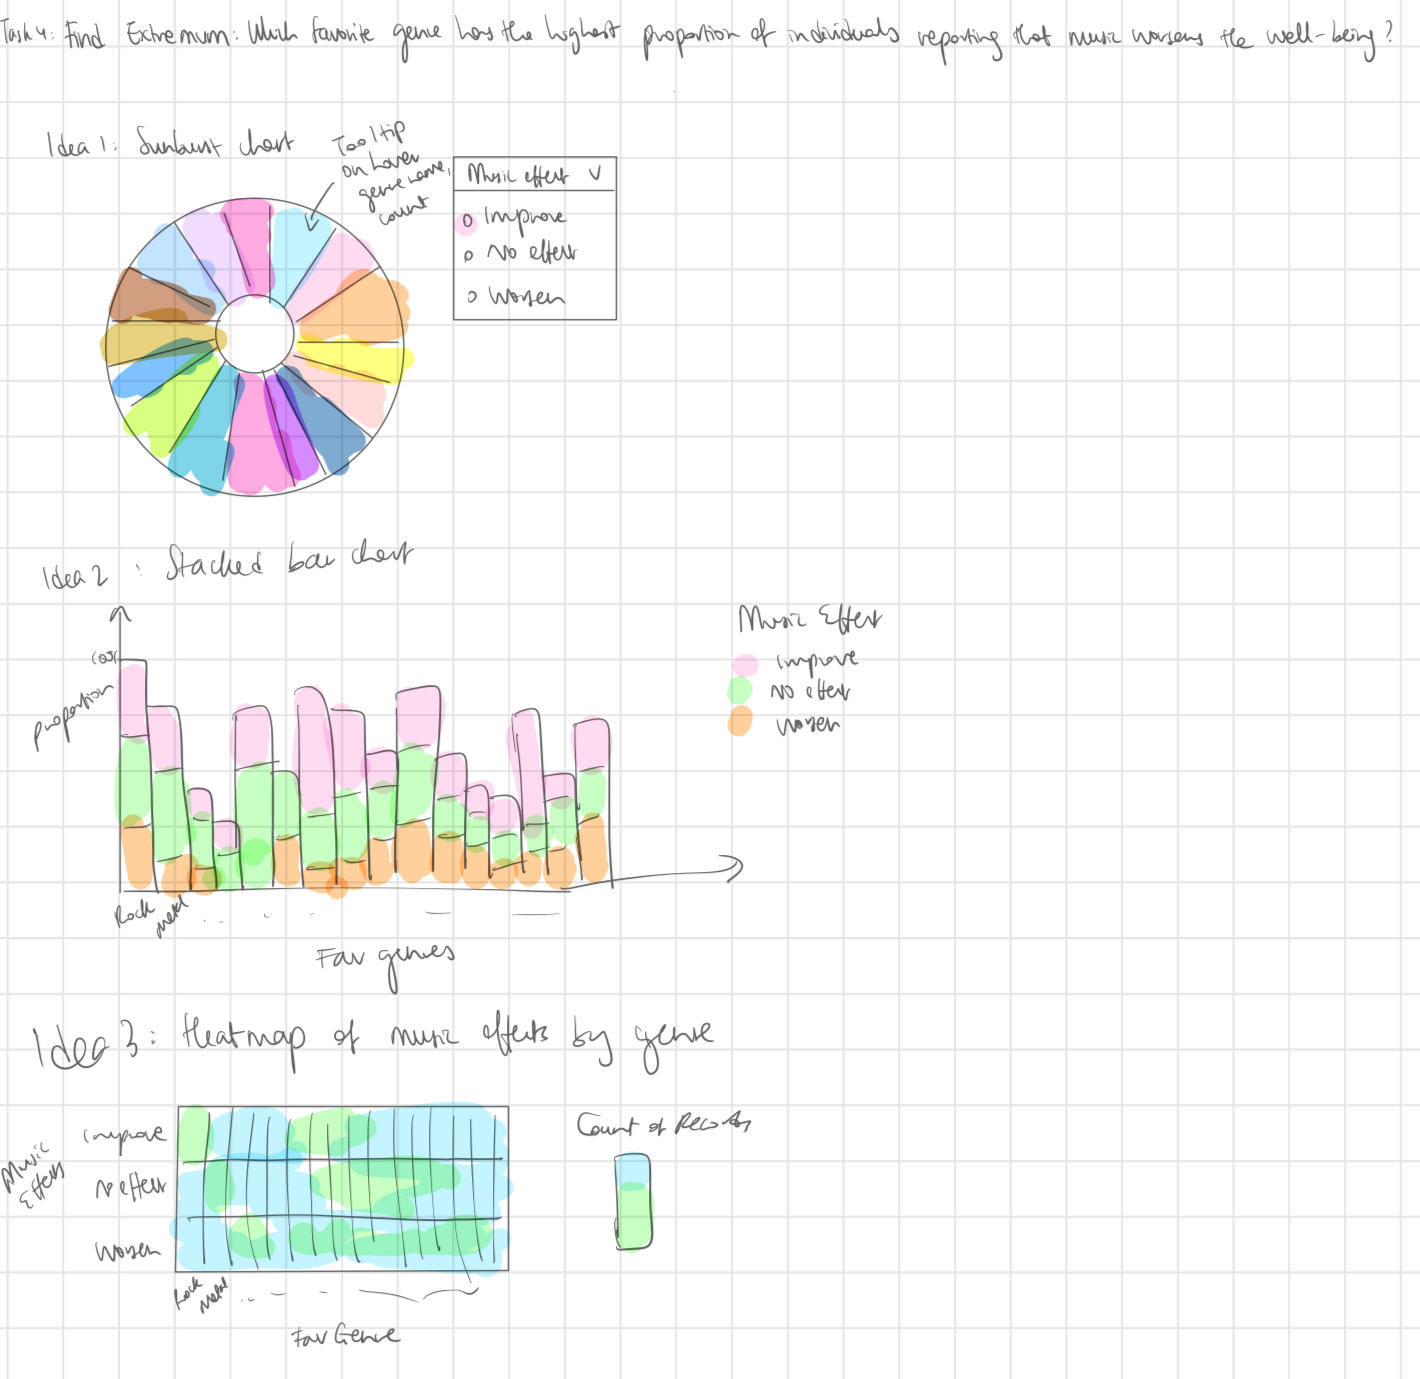 Task 4: Find Extremum: Which favorite genre has the highest proportion of individuals reporting that music worsens the well-being?
Idea 1: Sunburst chart
Tooltip
on hover
genre name,
count
Music effect V
Improve
No effect
Worsen
Idea 2: Stacked bar chart
Music Effect
improve
No effect
worsen
100%
proportion
Rock
Metal
Fav genres
Idea 3: Heatmap of music effects by genre
Count of Records
Music
Effects
improve
No effect
Worsen
Rock
Metal
Fav Genre